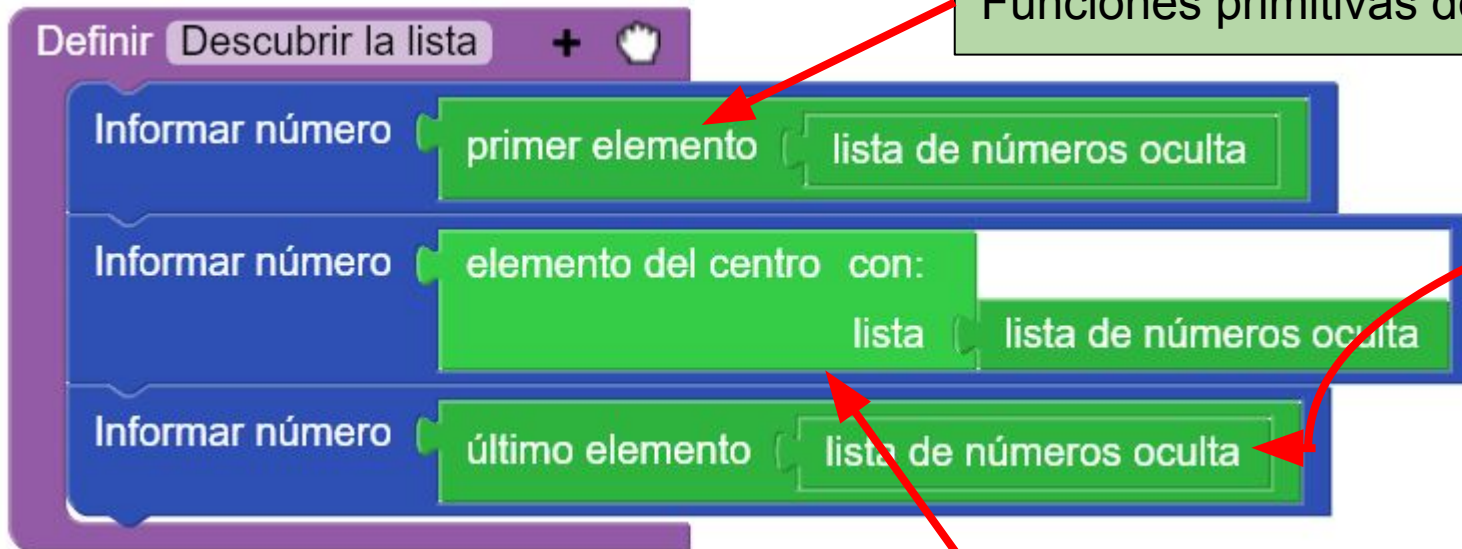 Funciones primitivas de
Definir Descubrir la lista +
Informar número primer elemento lista de números oculta
Informar número elemento del centro con:
lista lista de números oculta
Informar número último elemento lista de números oculta